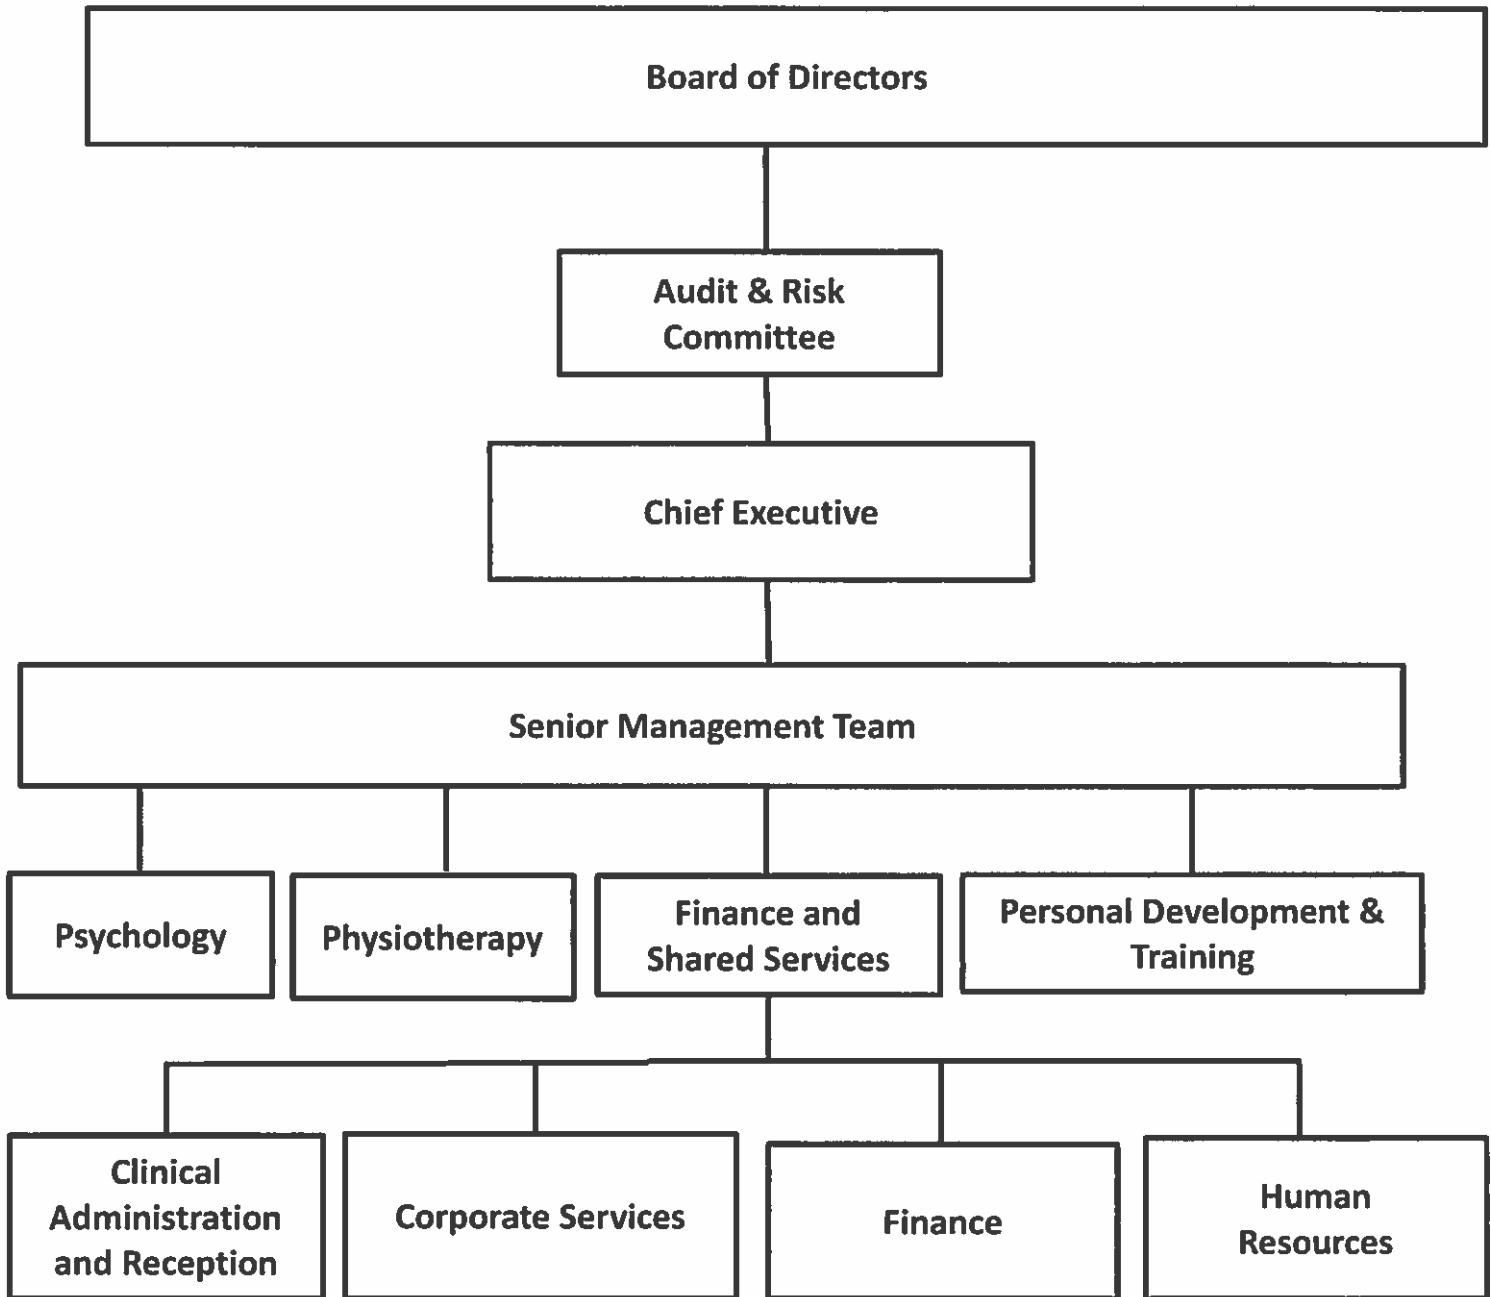 Board of Directors
Audit & Risk
Committee
Chief Executive
Senior Management Team
Psychology
Physiotherapy
Finance and
Shared Services
Personal Development &
Training
Clinical
Administration
and Reception
Corporate Services
Finance
Human
Resources